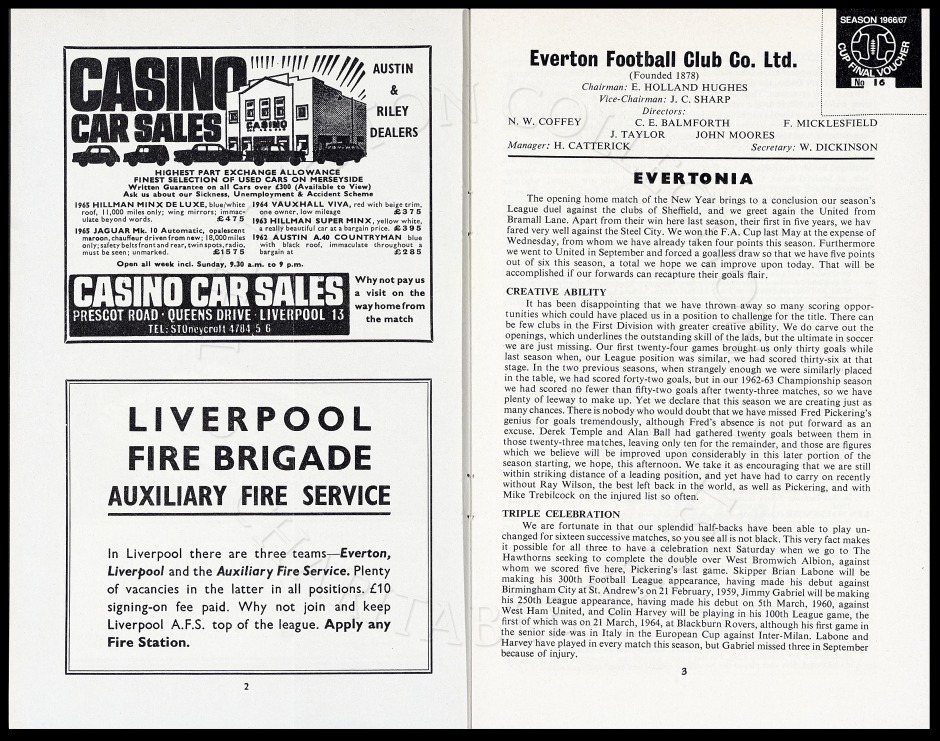 CASINO
CAR SALES
AUSTIN
&
RILEY
DEALERS
CASINO
HIGHEST PART EXCHANGE ALLOWANCE
FINEST SELECTION OF USED CARS ON MERSEYSIDE
Written Guarantee on all Cars over £300 (Available to View)
Ask us about our Sickness, Unemployment & Accident Scheme
1965 HILLMAN MINX DE LUXE, blue/white
roof, 11,000 miles only; wing mirrors; immac-
ulate beyond words. £475
1965 JAGUAR Mk. 10 Automatic, opalescent
maroon, chauffeur driven from new; 18,000 miles
only; safety belts front and rear, twin spots, radio,
must be seen; unmarked. £1575
1964 VAUXHALL VIVA, red with beige trim,
one owner, low mileage £375
1963 HILLMAN SUPER MINX, yellow white,
a really beautiful car at a bargain price. £395
1962 AUSTIN A.40 COUNTRYMAN blue
with black roof, immaculate throughout a
bargain at £285
Open all week incl. Sunday, 9.30 a.m. to 9 p.m.
CASINO CAR SALES
PRESCOT ROAD · QUEENS DRIVE · LIVERPOOL 13
TEL: STOneycroft 4784 5 6
Why not pay us
a visit on the
way home from
the match
LIVERPOOL
FIRE BRIGADE
AUXILIARY FIRE SERVICE
In Liverpool there are three teams—Everton,
Liverpool and the Auxiliary Fire Service. Plenty
of vacancies in the latter in all positions. £10
signing-on fee paid. Why not join and keep
Liverpool A.F.S. top of the league. Apply any
Fire Station.
2
SEASON 1966/67
CUP FINAL VOUCHER
No 16
Everton Football Club Co. Ltd.
(Founded 1878)
Chairman: E. HOLLAND HUGHES
Vice-Chairman: J. C. SHARP
Directors:
N. W. COFFEY C. E. BALMFORTH F. MICKLESFIELD
J. TAYLOR JOHN MOORES
Manager: H. CATTERICK Secretary: W. DICKINSON
EVERTONIA
The opening home match of the New Year brings to a conclusion our season's
League duel against the clubs of Sheffield, and we greet again the United from
Bramall Lane. Apart from their win here last season, their first in five years, we hav
fared very well against the Steel City. We won the F.A. Cup last May at the expense of
Wednesday, from whom we have already taken four points this season. Furthermore
we went to United in September and forced a goalless draw so that we have five points
out of six this season, a total we hope we can improve upon today. That will be
accomplished if our forwards can recapture their goals flair.
CREATIVE ABILITY
It has been disappointing that we have thrown away so many scoring oppor-
tunities which could have placed us in a position to challenge for the title. There can
be few clubs in the First Division with greater creative ability. We do carve out the
openings, which underlines the outstanding skill of the lads, but the ultimate in soccer
we are just missing. Our first twenty-four games brought us only thirty goals while
last season when, our League position was similar, we had scored thirty-six at that
stage. In the two previous seasons, when strangely enough we were similarly placed
in the table, we had scored forty-two goals, but in our 1962-63 Championship season
we had scored no fewer than fifty-two goals after twenty-three matches, so we have
plenty of leeway to make up. Yet we declare that this season we are creating just as
many chances. There is nobody who would doubt that we have missed Fred Pickering's
genius for goals tremendously, although Fred's absence is not put forward as an
excuse. Derek Temple and Alan Ball had gathered twenty goals between them in
those twenty-three matches, leaving only ten for the remainder, and those are figures
which we believe will be improved upon considerably in this later portion of the
season starting, we hope, this afternoon. We take it as encouraging that we are still
within striking distance of a leading position, and yet have had to carry on recently
without Ray Wilson, the best left back in the world, as well as Pickering, and with
Mike Trebilcock on the injured list so often.
TRIPLE CELEBRATION
We are fortunate in that our splendid half-backs have been able to play un-
changed for sixteen successive matches, so you see all is not black. This very fact makes
it possible for all three to have a celebration next Saturday when we go to The
Hawthorns seeking to complete the double over West Bromwich Albion, against
whom we scored five here, Pickering's last game. Skipper Brian Labone will be
making his 300th Football League appearance, having made his debut against
Birmingham City at St. Andrew's on 21 February, 1959, Jimmy Gabriel will be making
his 250th League appearance, having made his debut on 5th March, 1960, against
West Ham United, and Colin Harvey will be playing in his 100th League game, the
first of which was on 21 March, 1964, at Blackburn Rovers, although his first game in
the senior side was in Italy in the European Cup against Inter-Milan. Labone and
Harvey have played in every match this season, but Gabriel missed three in September
because of injury.
3